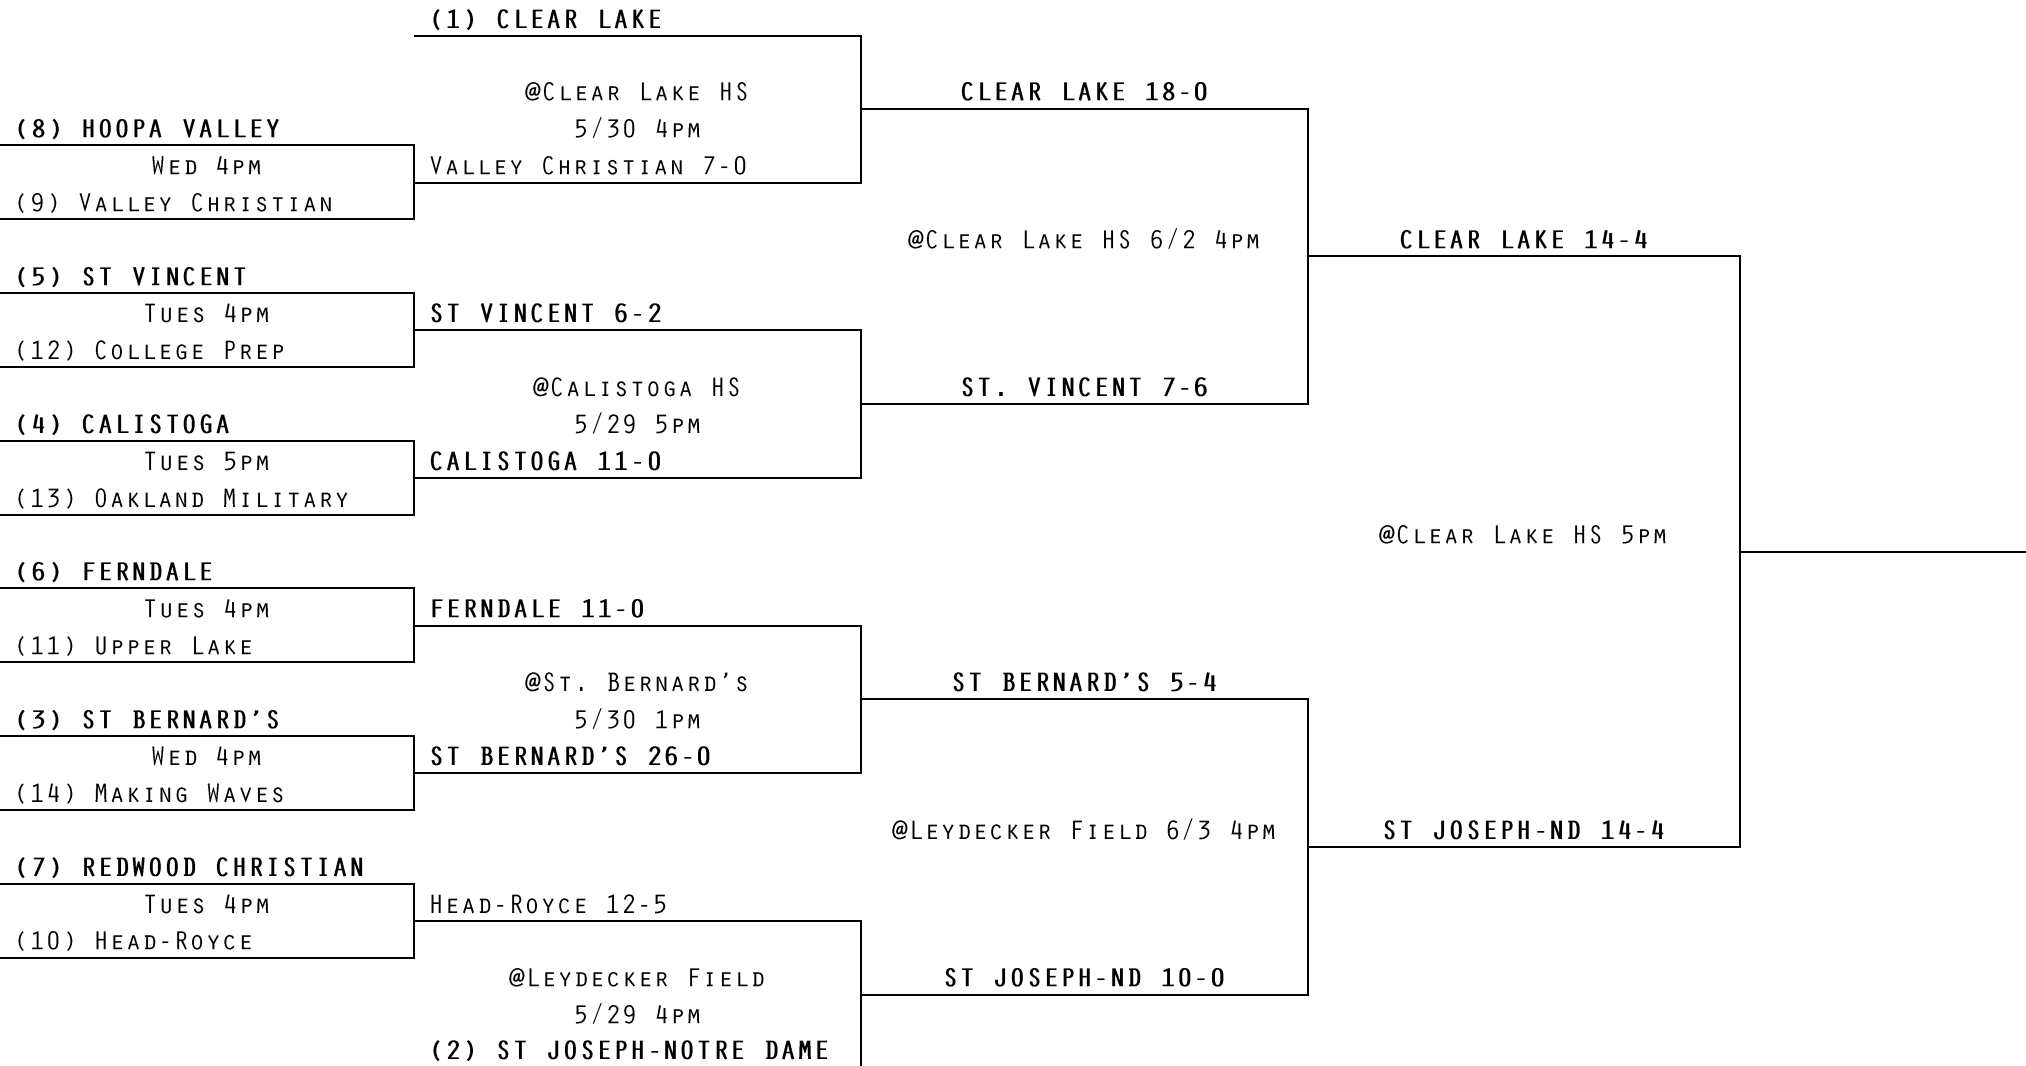 (1) CLEAR LAKE
@CLEAR LAKE HS
5/30 4PM
(8) HOOPA VALLEY
WED 4PM
(9) VALLEY CHRISTIAN
VALLEY CHRISTIAN 7-0
CLEAR LAKE 18-0
(5) ST VINCENT
TUES 4PM
(12) COLLEGE PREP
ST VINCENT 6-2
@CALISTOGA HS
5/29 5PM
(4) CALISTOGA
TUES 5PM
(13) OAKLAND MILITARY
CALISTOGA 11-0
ST. VINCENT 7-6
@CLEAR LAKE HS 6/2 4PM
CLEAR LAKE 14-4
@CLEAR LAKE HS 5PM
(6) FERNDALE
TUES 4PM
(11) UPPER LAKE
FERNDALE 11-0
@ST. BERNARD'S
5/30 1PM
(3) ST BERNARD'S
WED 4PM
(14) MAKING WAVES
ST BERNARD'S 26-0
ST BERNARD'S 5-4
@LEYDECKER FIELD 6/3 4PM
ST JOSEPH-ND 14-4
(7) REDWOOD CHRISTIAN
TUES 4PM
(10) HEAD-ROYCE
HEAD-ROYCE 12-5
@LEYDECKER FIELD
5/29 4PM
(2) ST JOSEPH-NOTRE DAME
ST JOSEPH-ND 10-0